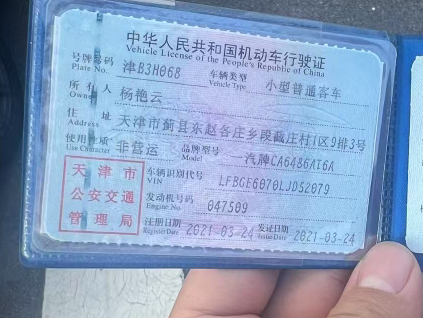 中华人民共和国机动车行驶证
Vehicle License of the People's Republic of China
号牌号码 Plate No. 津B3H068 车辆类型 Vehicle Type 小型普通客车
所有人 Owner 杨艳云
住址 Address 天津市蓟县东赵各庄乡段藏庄村1区9排3号
使用性质 Use Character 非营运 品牌型号 Model 汽牌CA6486AI6A
天津市公安交通管理局
车辆识别代号 VIN LFBGE6070LJD52079
发动机号码 Engine No. 047509
注册日期 Register Date 2021-03-24 发证日期 Issue Date 2021-03-24